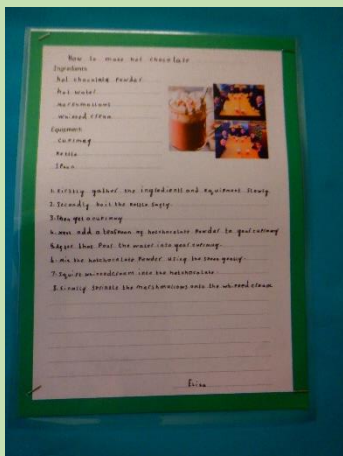 How to make hot chocolate
Ingredients
hot chocolate powder
hot water
marshmallows
whipped cream
Equipment
cup/mug
kettle
spoon
1. Firstly gather the ingredients and equipment slowly.
2. Secondly boil the kettle safly.
3. Then get a cup/mug
4. Next add a teaspoon of hotchocolate powder to your cup/mug
5. After that pour the water into your cup/mug.
6. Mix the hotchocolate powder using the spoon gently.
7. Squirt whipped cream into the hotchocolate.
8. Finally sprinkle the marshmallows onto the whipped cream.
Eliza